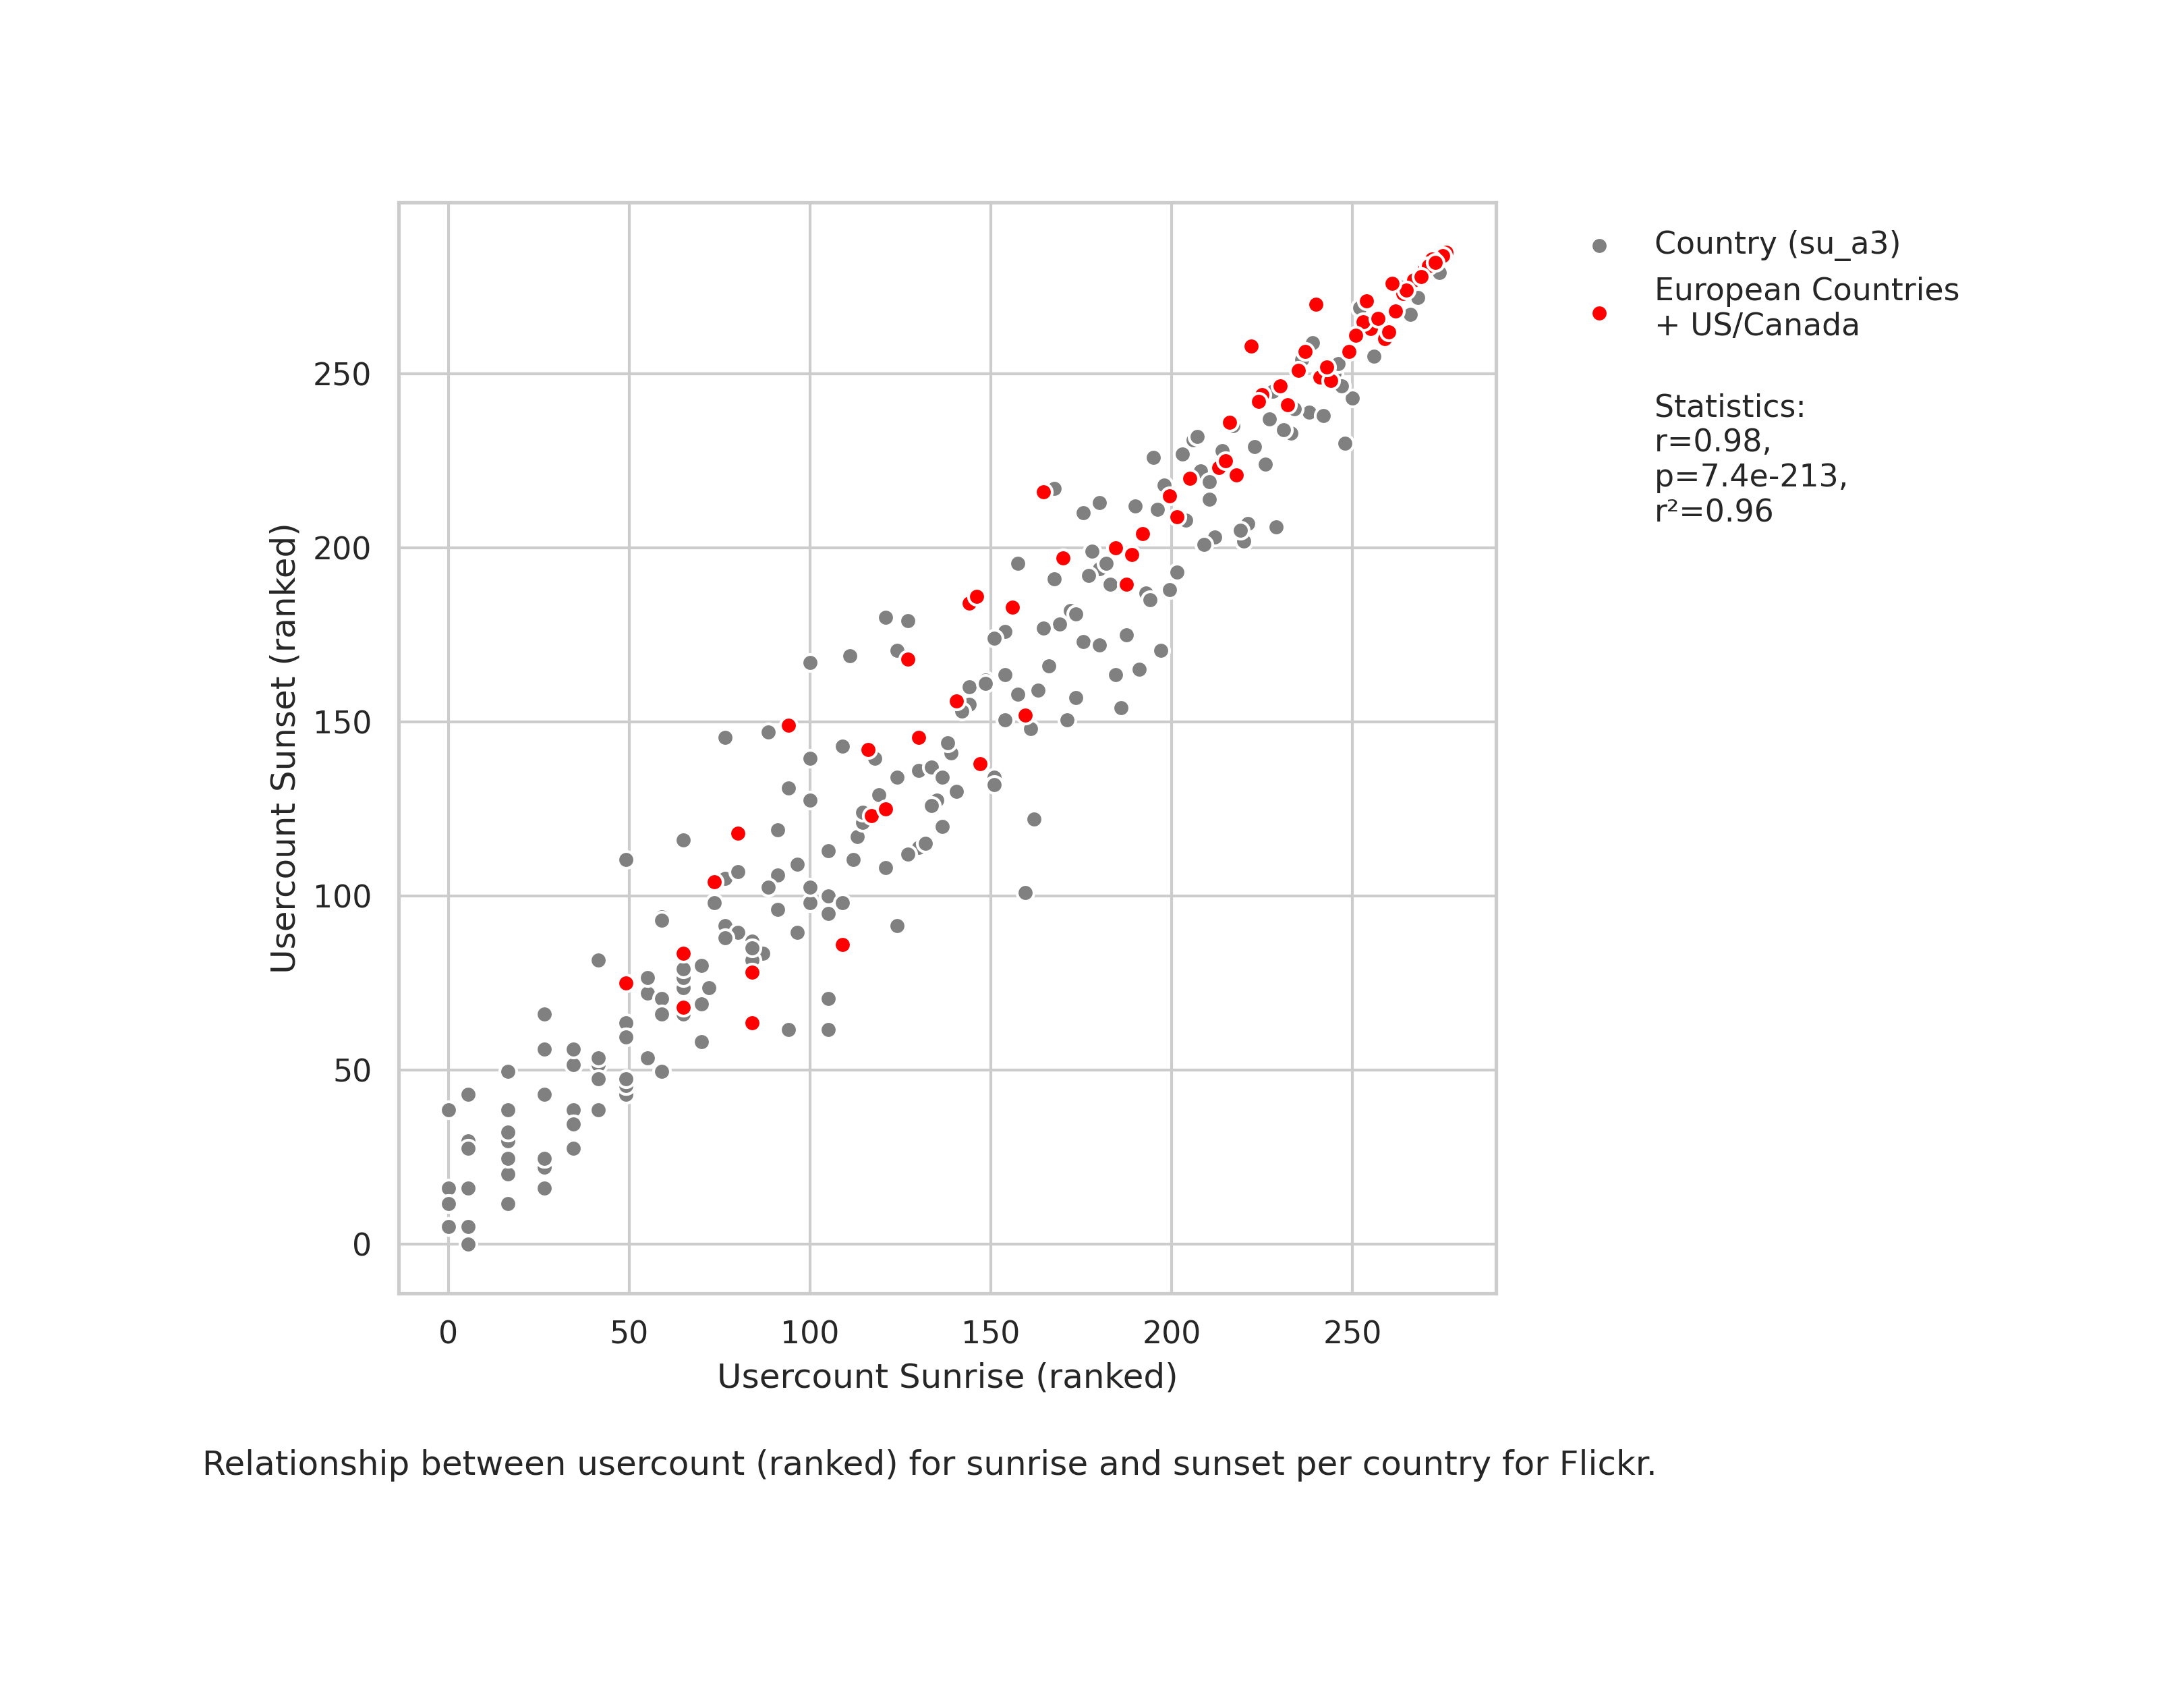 Country (su_a3)
European Countries
+ US/Canada
Statistics:
r=0.98,
p=7.4e-213,
r²=0.96
Usercount Sunset (ranked)
250
200
150
100
50
0
0 50 100 150 200 250
Usercount Sunrise (ranked)
Relationship between usercount (ranked) for sunrise and sunset per country for Flickr.